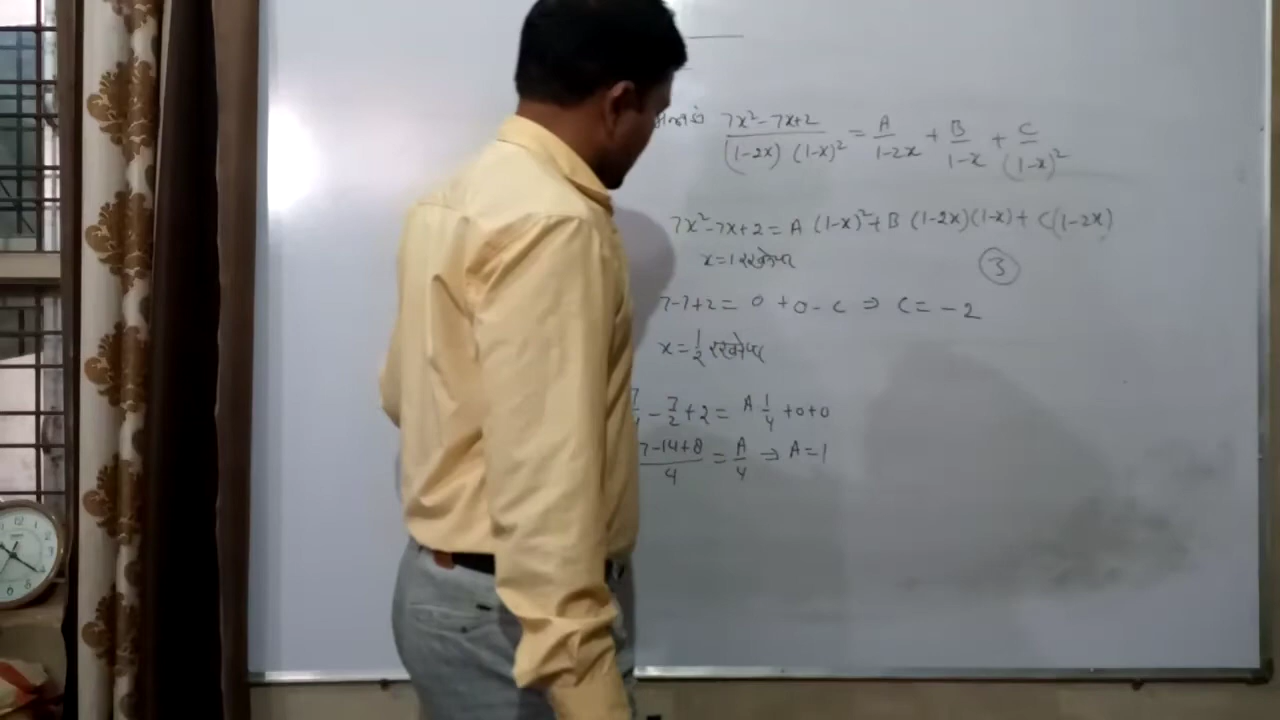 7x²-7x+2 / (1-2x) (1-x)² = A / 1-2x + B / 1-x + C / (1-x)²
7x²-7x+2 = A (1-x)²+B (1-2x)(1-x)+ C(1-2x)
x=1 रखनेपर
3
7-7+2 = 0 + 0 - C ⇒ C = -2
x = 1/2 रखनेपर
- 7/2 +2 = A 1/4 +0+0
7-14+8 / 4 = A / 4 ⇒ A=1
12
6